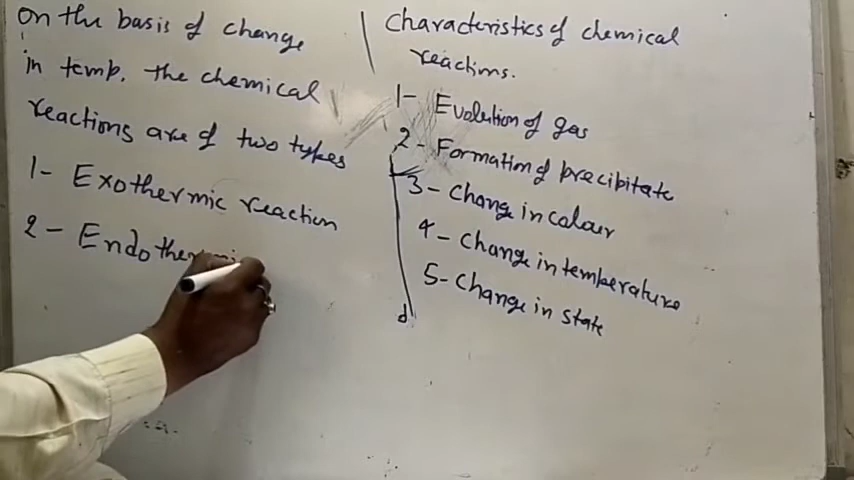 on the basis of change
in temp. the chemical
reactions are of two types
1- Exothermic reaction
2- Endothermi
Characteristics of chemical
reactions.
1- Evolution of gas
2- Formation of precipitate
3- Change in colour
4- Change in temperature
5- Change in state